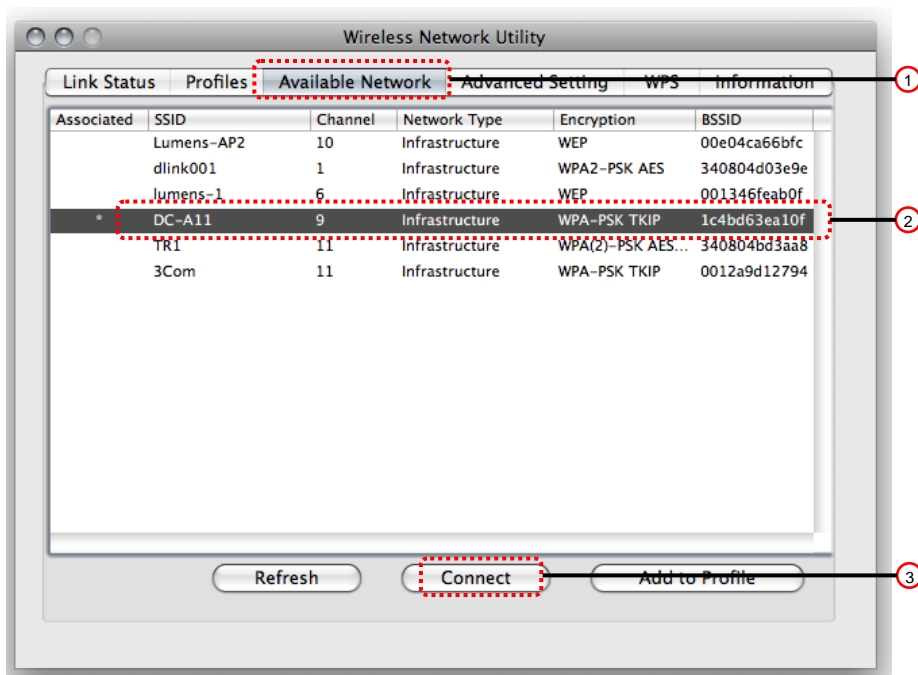 Wireless Network Utility
Link Status Profiles Available Network Advanced Setting WPS Information 1
Associated SSID Channel Network Type Encryption BSSID
Lumens-AP2 10 Infrastructure WEP 00e04ca66bfc
dlink001 1 Infrastructure WPA2-PSK AES 340804d03e9e
lumens-1 6 Infrastructure WEP 001346feab0f
* DC-A11 9 Infrastructure WPA-PSK TKIP 1c4bd63ea10f 2
TR1 11 Infrastructure WPA(2)-PSK AES... 340804bd3aa8
3Com 11 Infrastructure WPA-PSK TKIP 0012a9d12794
Refresh Connect Add to Profile 3